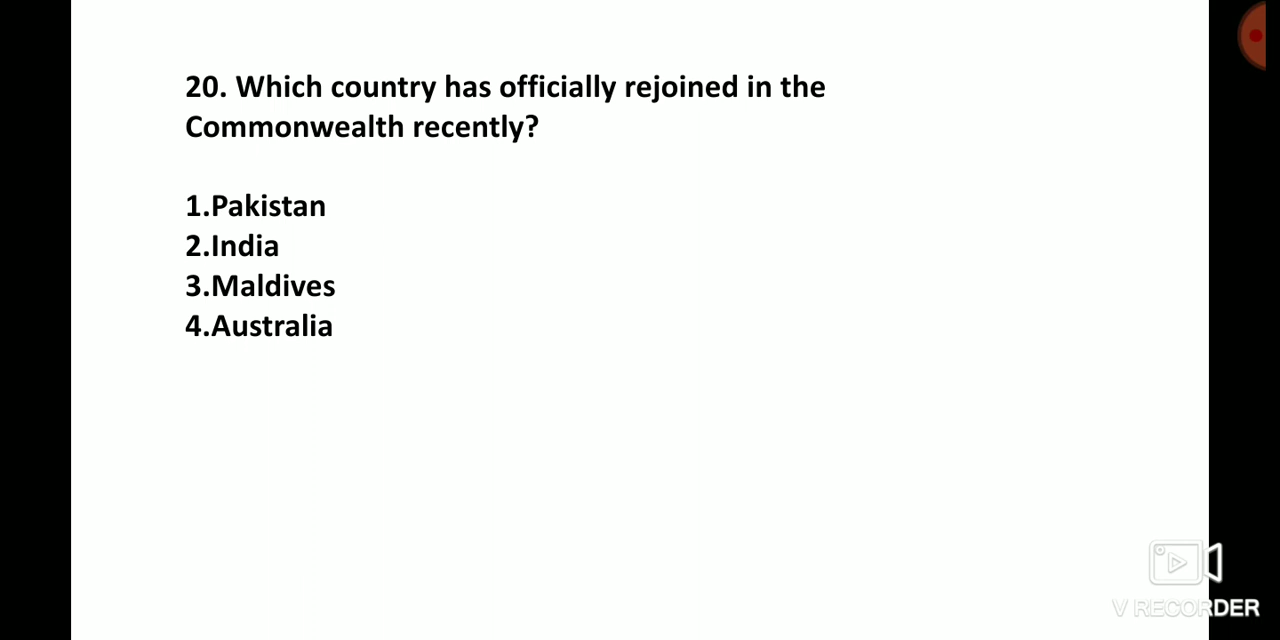 20. Which country has officially rejoined in the
Commonwealth recently?
1.Pakistan
2.India
3.Maldives
4.Australia
V RECORDER